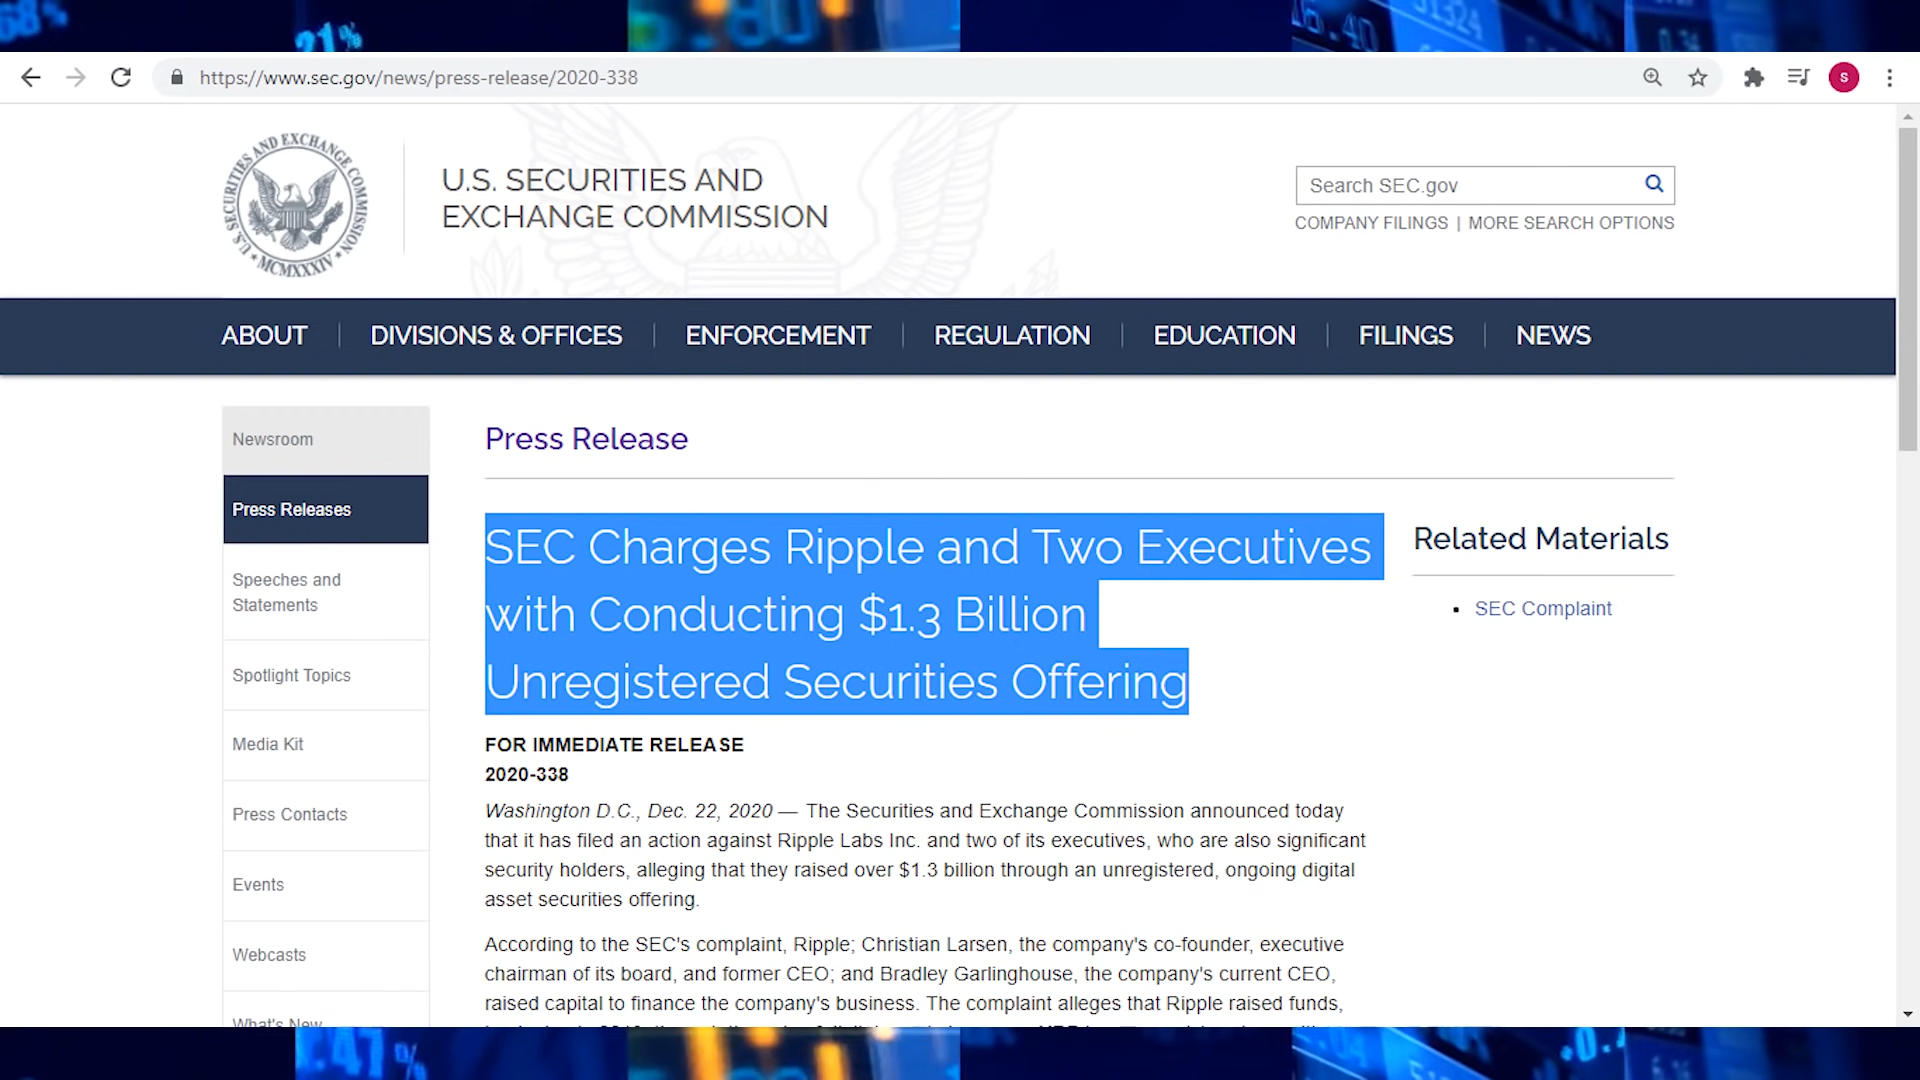 21%
https://www.sec.gov/news/press-release/2020-338
S
U.S. SECURITIES AND EXCHANGE COMMISSION
MCMXXXIV
U.S. SECURITIES AND
EXCHANGE COMMISSION
Search SEC.gov
COMPANY FILINGS | MORE SEARCH OPTIONS
ABOUT
DIVISIONS & OFFICES
ENFORCEMENT
REGULATION
EDUCATION
FILINGS
NEWS
Newsroom
Press Releases
Speeches and
Statements
Spotlight Topics
Media Kit
Press Contacts
Events
Webcasts
What's New
Press Release
SEC Charges Ripple and Two Executives
with Conducting $1.3 Billion
Unregistered Securities Offering
FOR IMMEDIATE RELEASE
2020-338
Washington D.C., Dec. 22, 2020 — The Securities and Exchange Commission announced today
that it has filed an action against Ripple Labs Inc. and two of its executives, who are also significant
security holders, alleging that they raised over $1.3 billion through an unregistered, ongoing digital
asset securities offering.
According to the SEC's complaint, Ripple; Christian Larsen, the company's co-founder, executive
chairman of its board, and former CEO; and Bradley Garlinghouse, the company's current CEO,
raised capital to finance the company's business. The complaint alleges that Ripple raised funds,
Related Materials
SEC Complaint